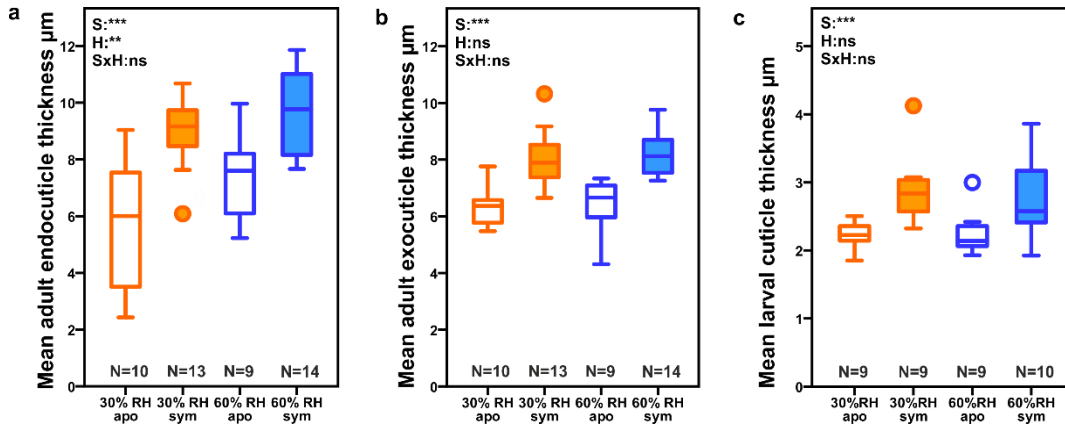 a
Mean adult endocuticle thickness µm
S:***
H:**
SxH:ns
12
10
8
6
4
2
0
N=10 N=13 N=9 N=14
30% RH apo
30% RH sym
60% RH apo
60% RH sym
b
Mean adult exocuticle thickness µm
S:***
H:ns
SxH:ns
12
10
8
6
4
2
0
N=10 N=13 N=9 N=14
30% RH apo
30% RH sym
60% RH apo
60% RH sym
c
Mean larval cuticle thickness µm
S:***
H:ns
SxH:ns
5
4
3
2
1
0
N=9 N=9 N=9 N=10
30%RH apo
30%RH sym
60%RH apo
60%RH sym